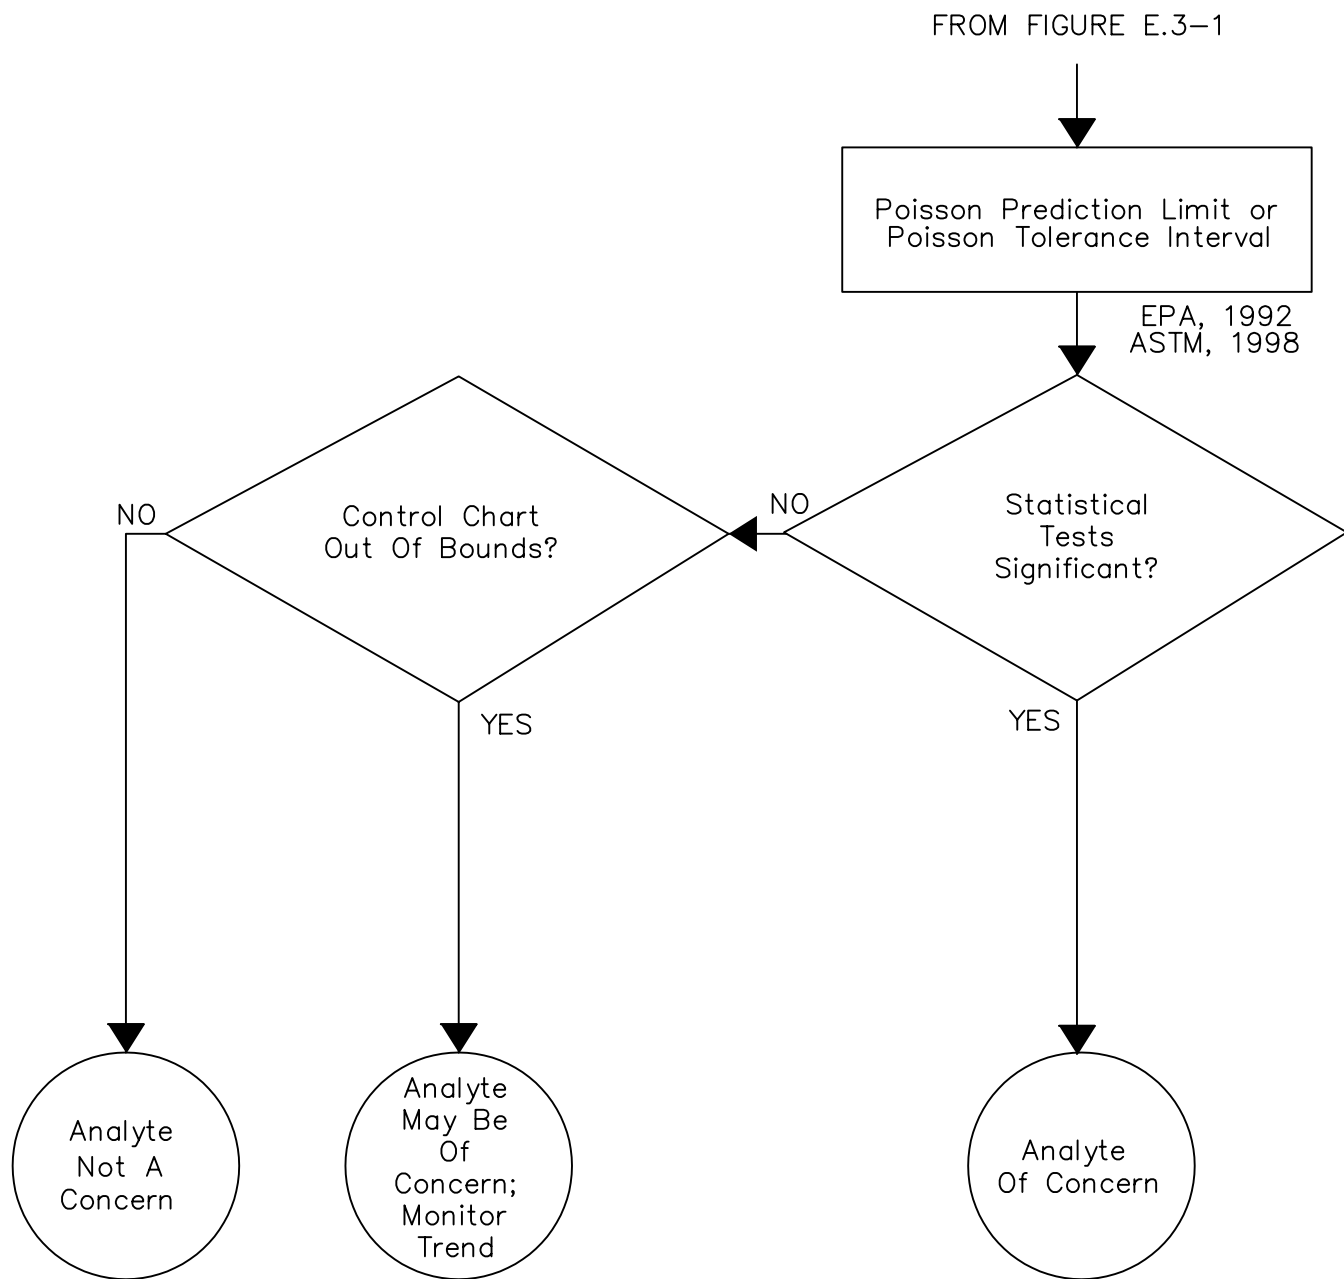 FROM FIGURE E.3-1
Poisson Prediction Limit or
Poisson Tolerance Interval
EPA, 1992
ASTM, 1998
Statistical
Tests
Significant?
NO
Control Chart
Out Of Bounds?
NO
YES
YES
Analyte
Not A
Concern
Analyte
May Be
Of
Concern;
Monitor
Trend
Analyte
Of Concern